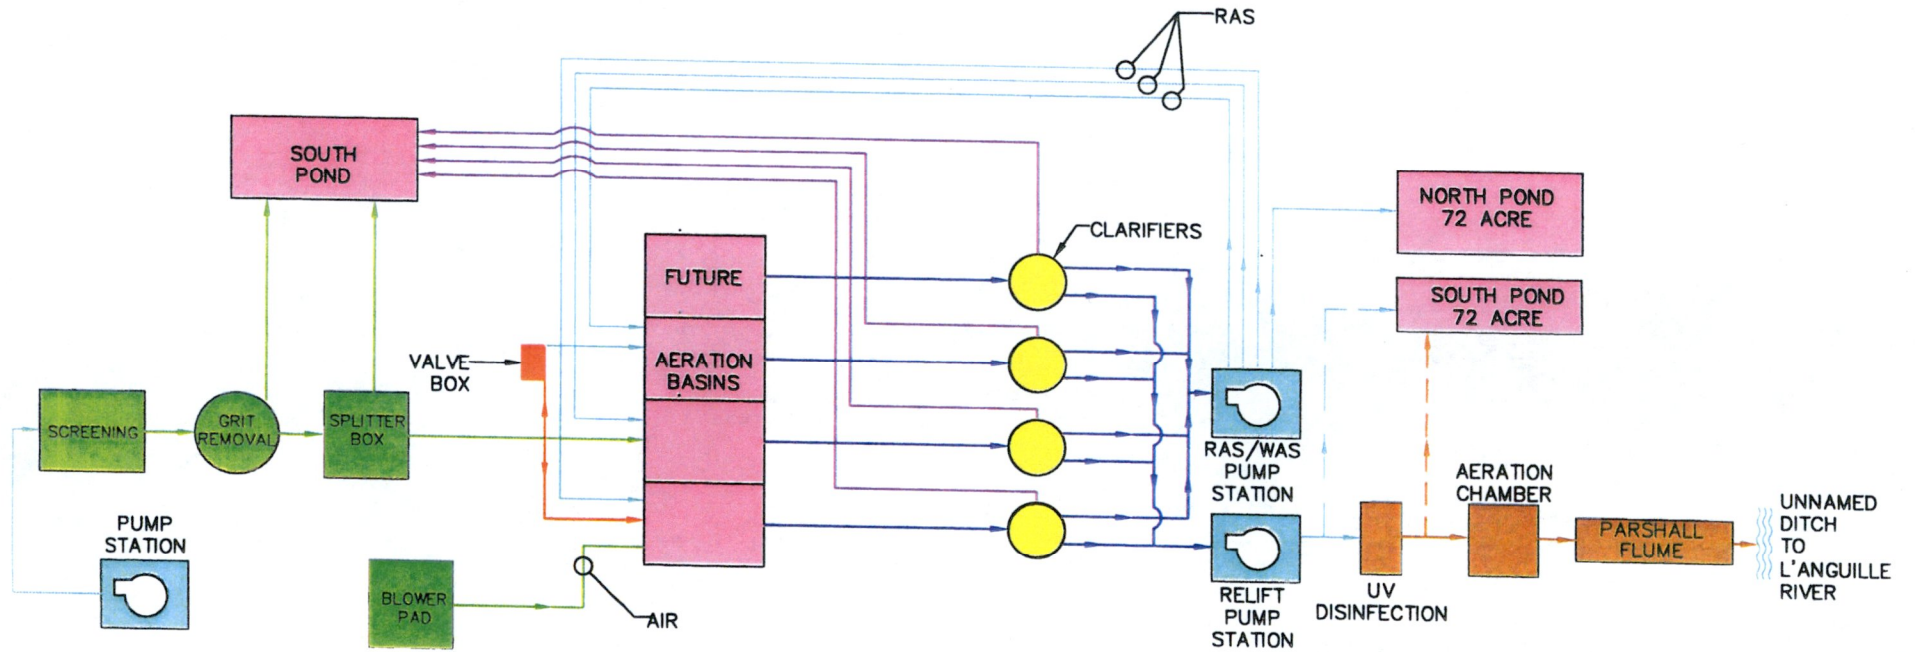 RAS
SOUTH
POND
NORTH POND
72 ACRE
CLARIFIERS
FUTURE
SOUTH POND
72 ACRE
VALVE
BOX
AERATION
BASINS
SCREENING
GRIT
REMOVAL
SPLITTER
BOX
RAS/WAS
PUMP
STATION
AERATION
CHAMBER
UNNAMED
DITCH
TO
L'ANGUILLE
RIVER
PUMP
STATION
PARSHALL
FLUME
BLOWER
PAD
AIR
RELIFT
PUMP
STATION
UV
DISINFECTION